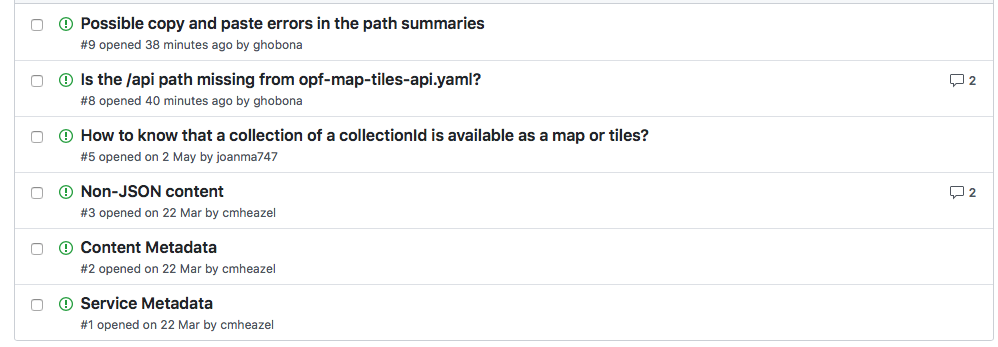 Possible copy and paste errors in the path summaries
#9 opened 38 minutes ago by ghobona
Is the /api path missing from opf-map-tiles-api.yaml?
2
#8 opened 40 minutes ago by ghobona
How to know that a collection of a collectionId is available as a map or tiles?
#5 opened on 2 May by joanma747
Non-JSON content
2
#3 opened on 22 Mar by cmheazel
Content Metadata
#2 opened on 22 Mar by cmheazel
Service Metadata
#1 opened on 22 Mar by cmheazel